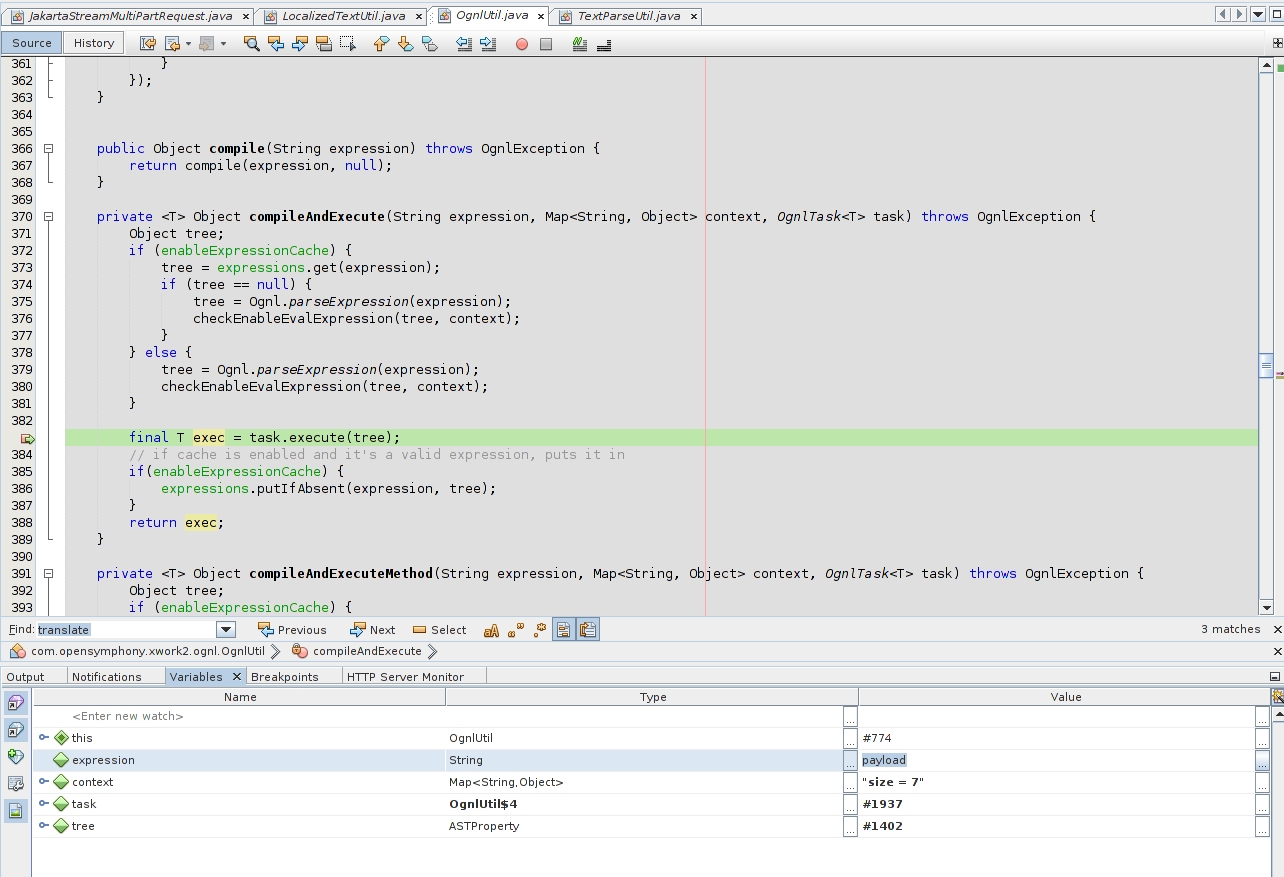 JakartaStreamMultiPartRequest.java × LocalizedTextUtil.java × OgnlUtil.java × TextParseUtil.java ×
Source History
361 }
362 });
363 }
364
365
366 public Object compile(String expression) throws OgnlException {
367 return compile(expression, null);
368 }
369
370 private <T> Object compileAndExecute(String expression, Map<String, Object> context, OgnlTask<T> task) throws OgnlException {
371 Object tree;
372 if (enableExpressionCache) {
373 tree = expressions.get(expression);
374 if (tree == null) {
375 tree = Ognl.parseExpression(expression);
376 checkEnableEvalExpression(tree, context);
377 }
378 } else {
379 tree = Ognl.parseExpression(expression);
380 checkEnableEvalExpression(tree, context);
381 }
382
final T exec = task.execute(tree);
384 // if cache is enabled and it's a valid expression, puts it in
385 if(enableExpressionCache) {
386 expressions.putIfAbsent(expression, tree);
387 }
388 return exec;
389 }
390
391 private <T> Object compileAndExecuteMethod(String expression, Map<String, Object> context, OgnlTask<T> task) throws OgnlException {
392 Object tree;
393 if (enableExpressionCache) {
Find: translate Previous Next Select aA 3 matches ×
com.opensymphony.xwork2.ognl.OgnlUtil compileAndExecute ×
Output Notifications Variables × Breakpoints HTTP Server Monitor
Name Type Value
<Enter new watch> ... ...
this OgnlUtil ... #774 ...
expression String ... payload ...
context Map<String,Object> ... "size = 7" ...
task OgnlUtil$4 ... #1937 ...
tree ASTProperty ... #1402 ...